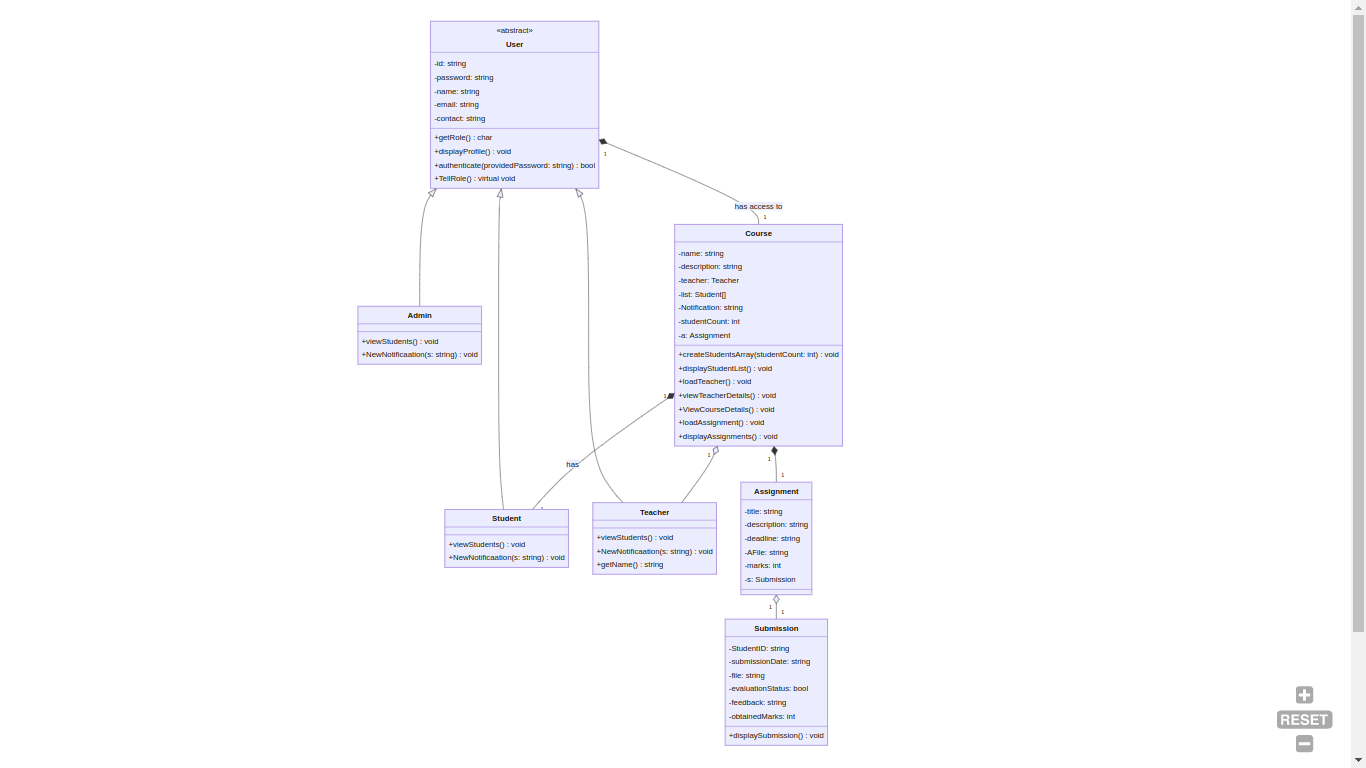 «abstract»
User
-id: string
-password: string
-name: string
-email: string
-contact: string
+getRole() : char
+displayProfile() : void
+authenticate(providedPassword: string) : bool
+TellRole() : virtual void
1
has access to
1
Course
-name: string
-description: string
-teacher: Teacher
-list: Student[]
-Notification: string
-studentCount: int
-a: Assignment
+createStudentsArray(studentCount: int) : void
+displayStudentList() : void
+loadTeacher() : void
+viewTeacherDetails() : void
+ViewCourseDetails() : void
+loadAssignment() : void
+displayAssignments() : void
Admin
+viewStudents() : void
+NewNotificaation(s: string) : void
1
has
1
1
1
Student
+viewStudents() : void
+NewNotificaation(s: string) : void
Teacher
+viewStudents() : void
+NewNotificaation(s: string) : void
+getName() : string
Assignment
-title: string
-description: string
-deadline: string
-AFile: string
-marks: int
-s: Submission
1
1
Submission
-StudentID: string
-submissionDate: string
-file: string
-evaluationStatus: bool
-feedback: string
-obtainedMarks: int
+displaySubmission() : void
RESET